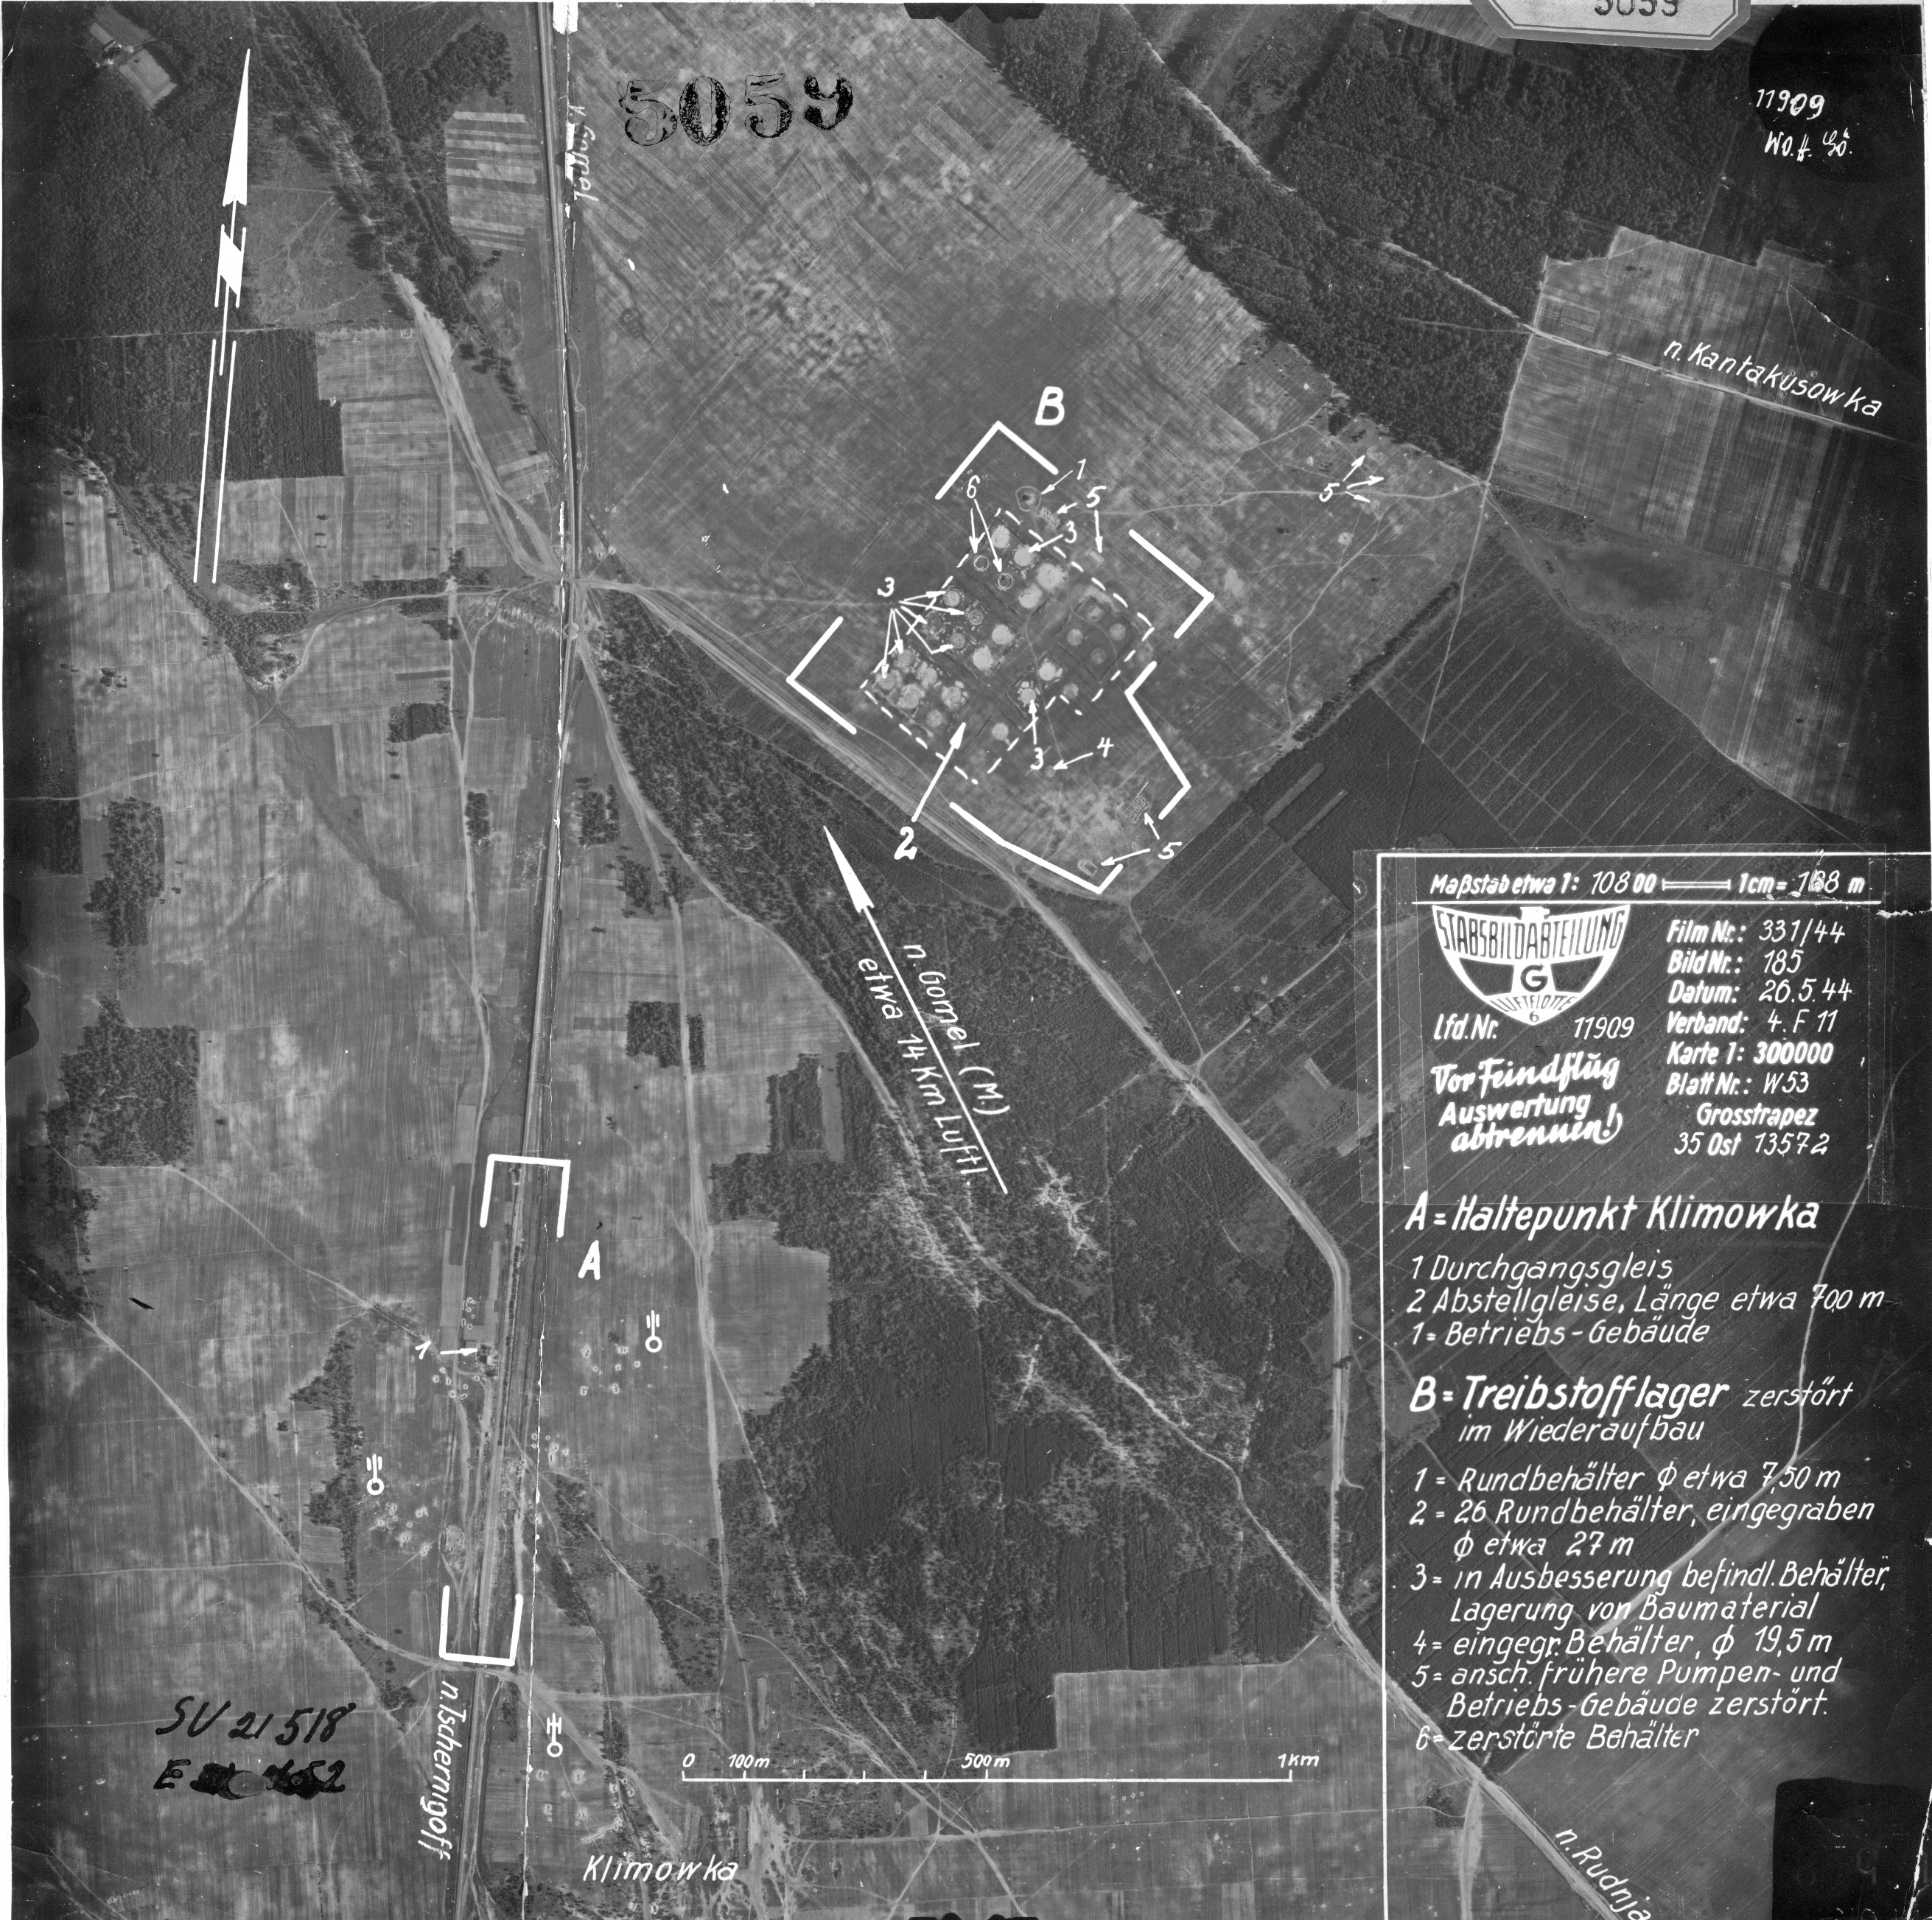 5059
5059
11909
n. Gomel
n. Kantakúsowka
B
1
6
5
5
3
3
3
4
2
5
n. Gomel (M.)
etwa 14 Km Luftl.
A
1
Maßstab etwa 1: 10800 1cm = 108 m
STABSBILDABTEILUNG
G
LUFTFLOTTE
6
Lfd. Nr. 11909
Vor Feindflug
Auswertung
abtrennen!
Film Nr.: 331/44
Bild Nr.: 185
Datum: 26.5.44
Verband: 4. F 11
Karte 1: 300000
Blatt Nr.: W53
Grosstrapez
35 Ost 13572
A = Haltepunkt Klimowka
1 Durchgangsgleis
2 Abstellgleise, Länge etwa 700 m
1 = Betriebs-Gebäude
B = Treibstofflager zerstört
im Wiederaufbau
1 = Rundbehälter ϕ etwa 7,50 m
2 = 26 Rundbehälter, eingegraben
ϕ etwa 27 m
3 = in Ausbesserung befindl. Behälter,
Lagerung von Baumaterial
4 = eingegr. Behälter, ϕ 19,5 m
5 = ansch. frühere Pumpen- und
Betriebs-Gebäude zerstört.
6 = zerstörte Behälter
SV 21518
E
n. Tschernigoff
0 100m 500m 1Km
Klimowka
n. Rudnja